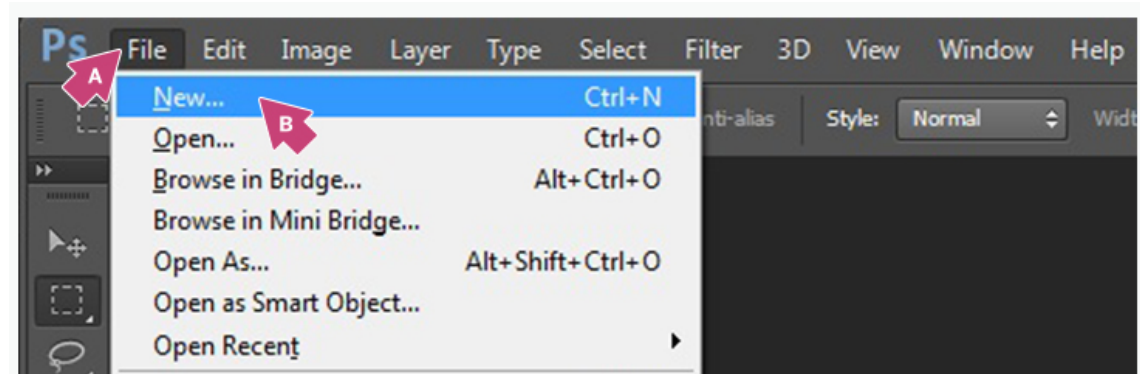 Ps File Edit Image Layer Type Select Filter 3D View Window Help
A
New... Ctrl+N
B
nti-alias Style: Normal Widt
Open... Ctrl+O
Browse in Bridge... Alt+Ctrl+O
Browse in Mini Bridge...
Open As... Alt+Shift+Ctrl+O
Open as Smart Object...
Open Recent